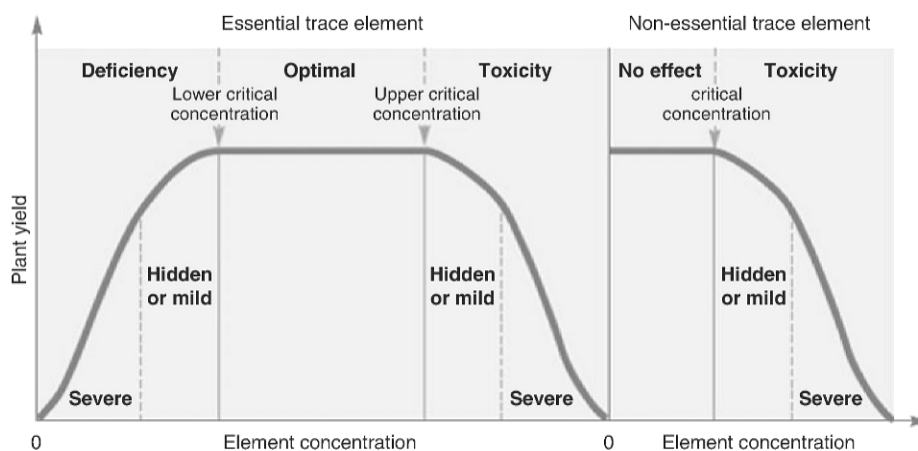 Essential trace element
Non-essential trace element
Deficiency
Optimal
Toxicity
No effect
Toxicity
Lower critical
concentration
Upper critical
concentration
critical
concentration
Plant yield
Hidden
or mild
Hidden
or mild
Hidden
or mild
Severe
Severe
Severe
0
Element concentration
0
Element concentration